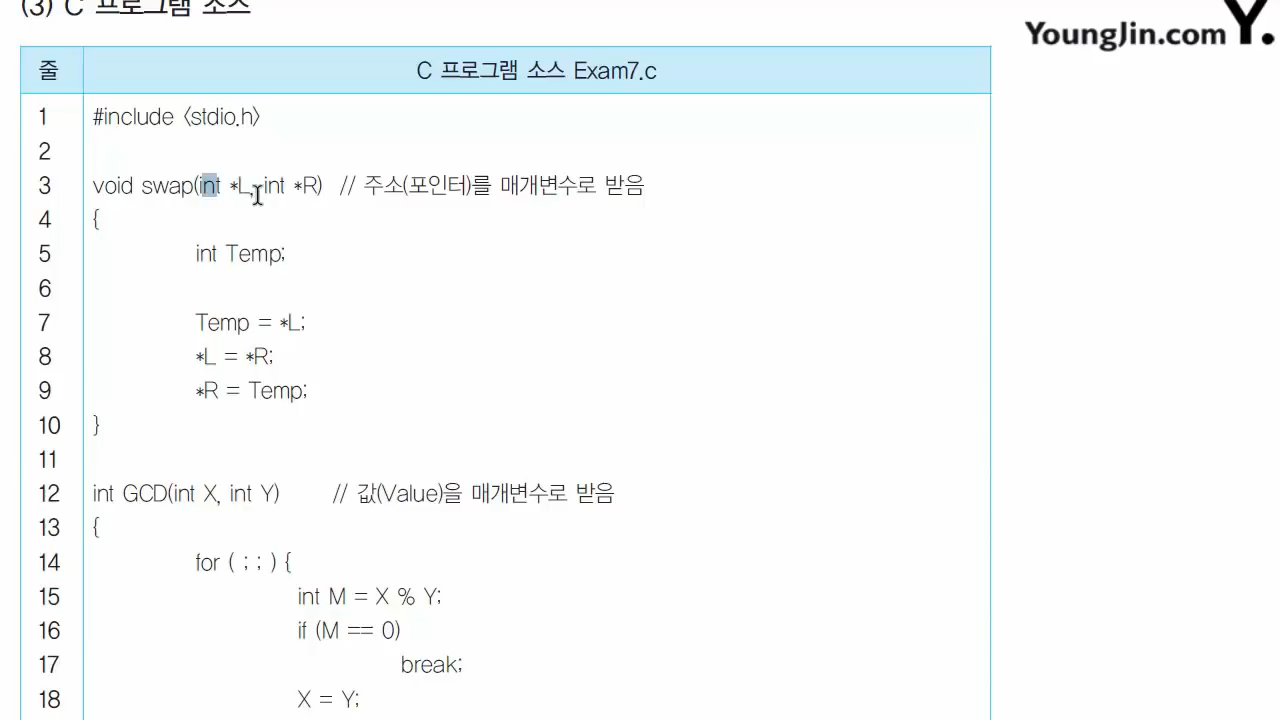 (3) C 프로그램 소스
YoungJin.com Y.
줄 C 프로그램 소스 Exam7.c
1 #include <stdio.h>
2
3 void swap(int *L, int *R) // 주소(포인터)를 매개변수로 받음
4 {
5 int Temp;
6
7 Temp = *L;
8 *L = *R;
9 *R = Temp;
10 }
11
12 int GCD(int X, int Y) // 값(Value)을 매개변수로 받음
13 {
14 for ( ; ; ) {
15 int M = X % Y;
16 if (M == 0)
17 break;
18 X = Y;